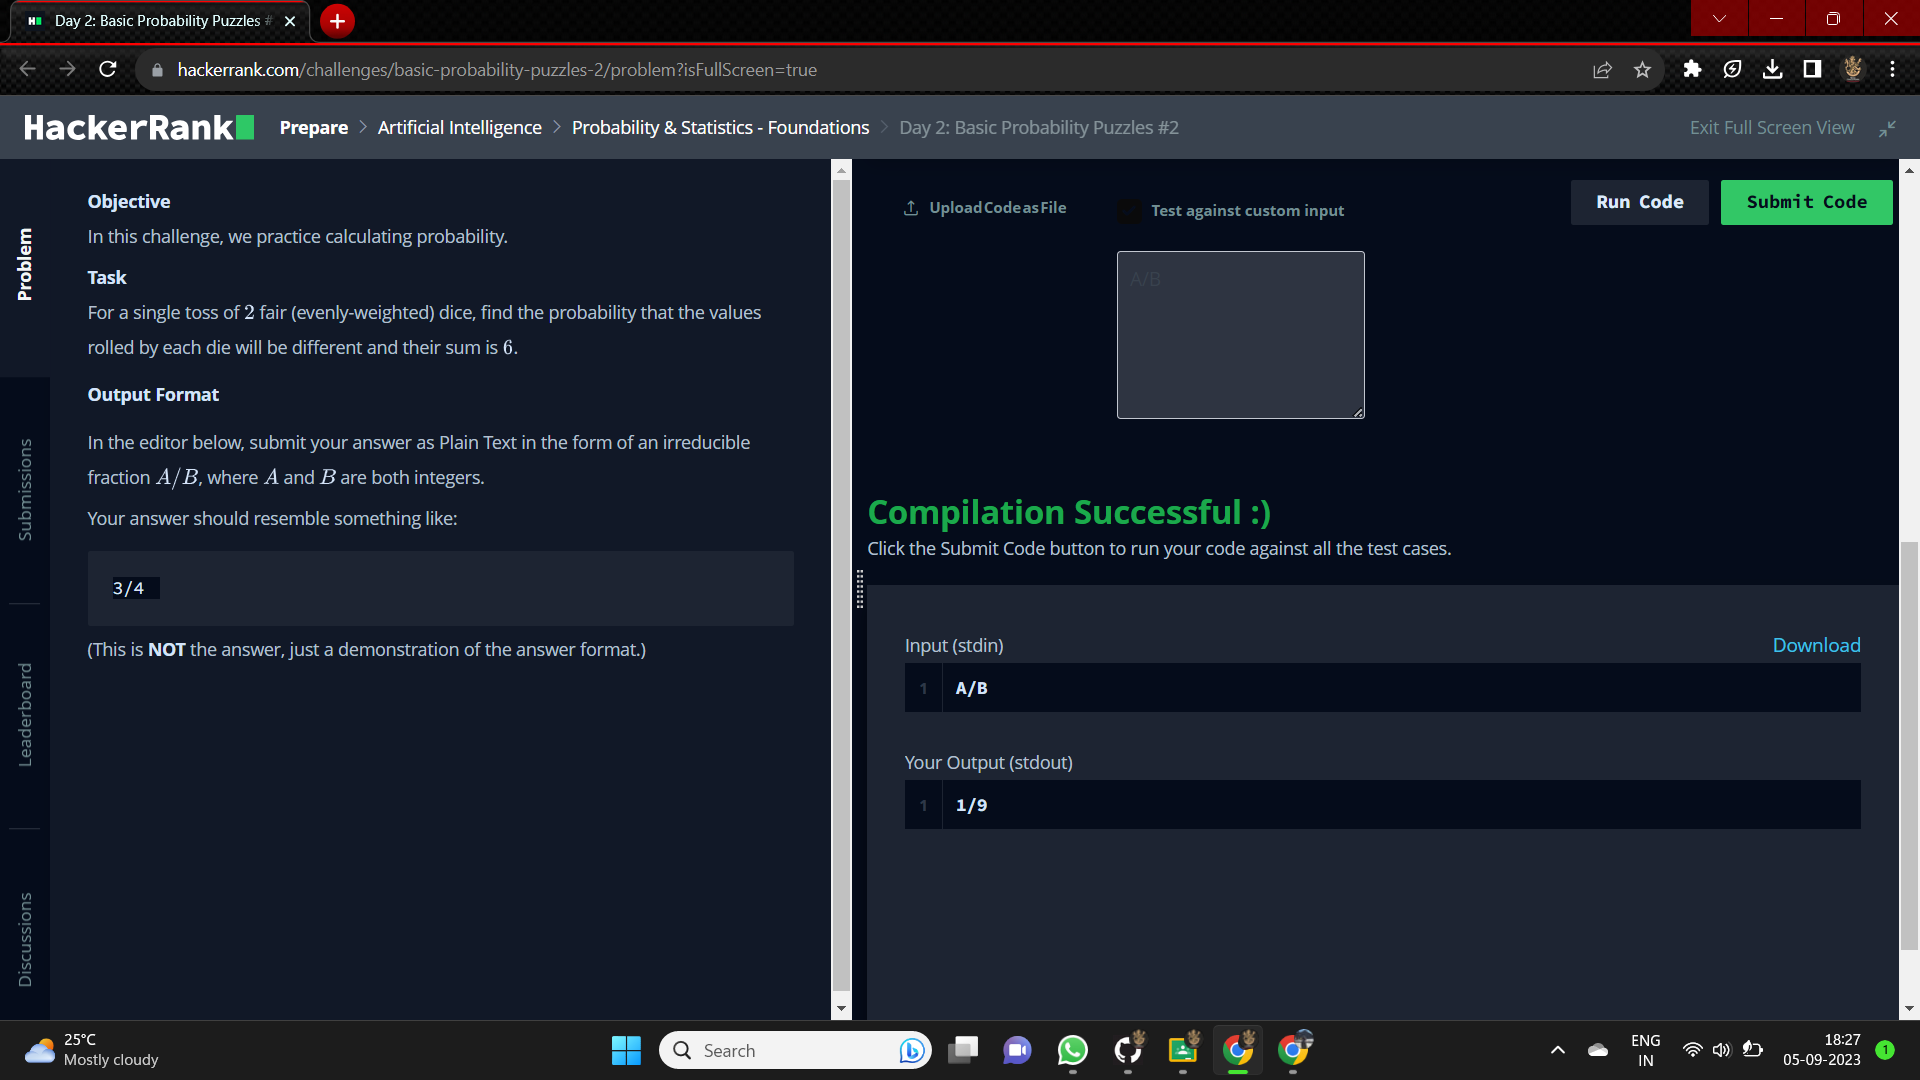 Day 2: Basic Probability Puzzles #
hackerrank.com/challenges/basic-probability-puzzles-2/problem?isFullScreen=true
HackerRank
Prepare > Artificial Intelligence > Probability & Statistics - Foundations > Day 2: Basic Probability Puzzles #2
Exit Full Screen View
Problem
Submissions
Leaderboard
Discussions
Objective
In this challenge, we practice calculating probability.
Task
For a single toss of 2 fair (evenly-weighted) dice, find the probability that the values
rolled by each die will be different and their sum is 6.
Output Format
In the editor below, submit your answer as Plain Text in the form of an irreducible
fraction A/B, where A and B are both integers.
Your answer should resemble something like:
3/4
(This is NOT the answer, just a demonstration of the answer format.)
Upload Code as File
Test against custom input
Run Code
Submit Code
A/B
Compilation Successful :)
Click the Submit Code button to run your code against all the test cases.
Input (stdin)
Download
1 A/B
Your Output (stdout)
1 1/9
25°C
Mostly cloudy
Search
ENG
IN
18:27
05-09-2023
1